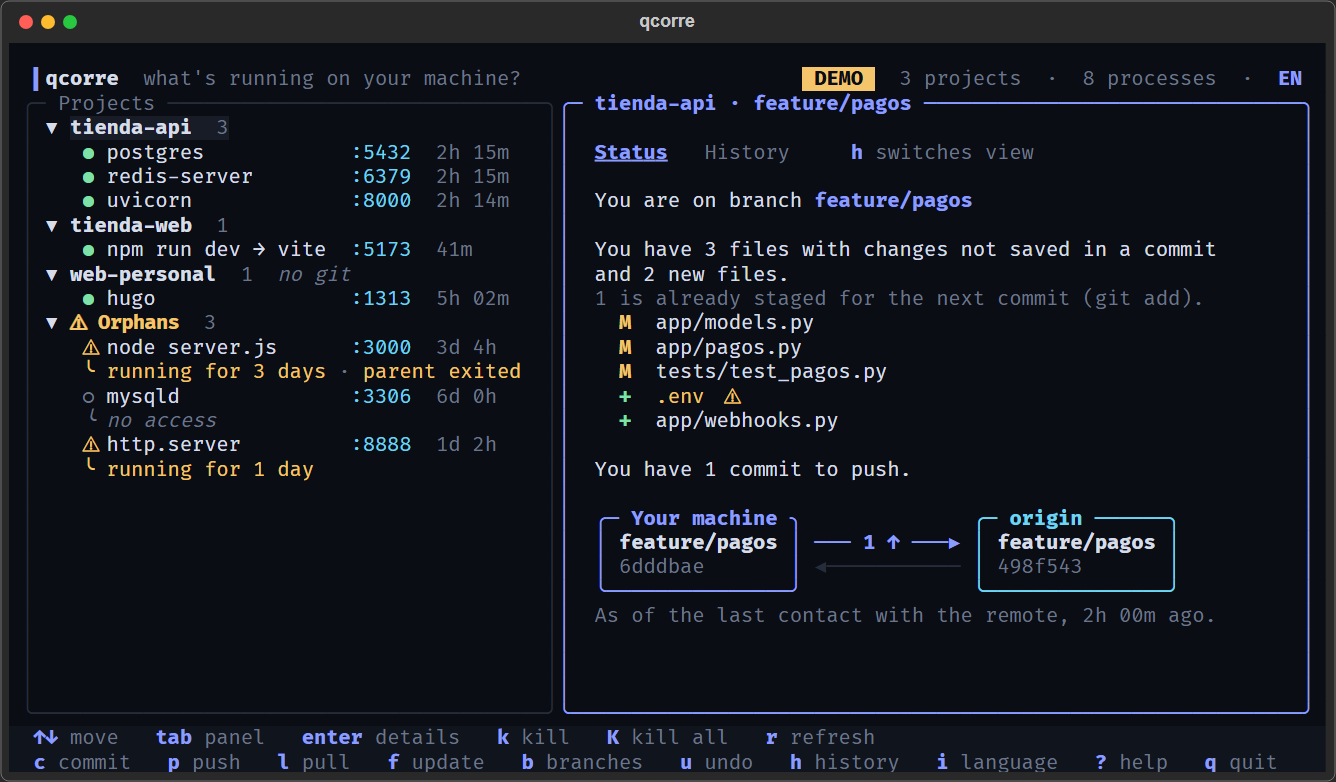 qcorre
qcorre what's running on your machine? DEMO 3 projects · 8 processes · EN
Projects
▼ tienda-api 3
● postgres :5432 2h 15m
● redis-server :6379 2h 15m
● uvicorn :8000 2h 14m
▼ tienda-web 1
● npm run dev → vite :5173 41m
▼ web-personal 1 no git
● hugo :1313 5h 02m
▼ ⚠ Orphans 3
⚠ node server.js :3000 3d 4h
╰ running for 3 days · parent exited
○ mysqld :3306 6d 0h
╰ no access
⚠ http.server :8888 1d 2h
╰ running for 1 day
tienda-api · feature/pagos
Status History h switches view
You are on branch feature/pagos
You have 3 files with changes not saved in a commit
and 2 new files.
1 is already staged for the next commit (git add).
M app/models.py
M app/pagos.py
M tests/test_pagos.py
+ .env ⚠
+ app/webhooks.py
You have 1 commit to push.
Your machine
feature/pagos
6dddbae
1 ↑
origin
feature/pagos
498f543
As of the last contact with the remote, 2h 00m ago.
↑↓ move tab panel enter details k kill K kill all r refresh
c commit p push l pull f update b branches u undo h history i language ? help q quit